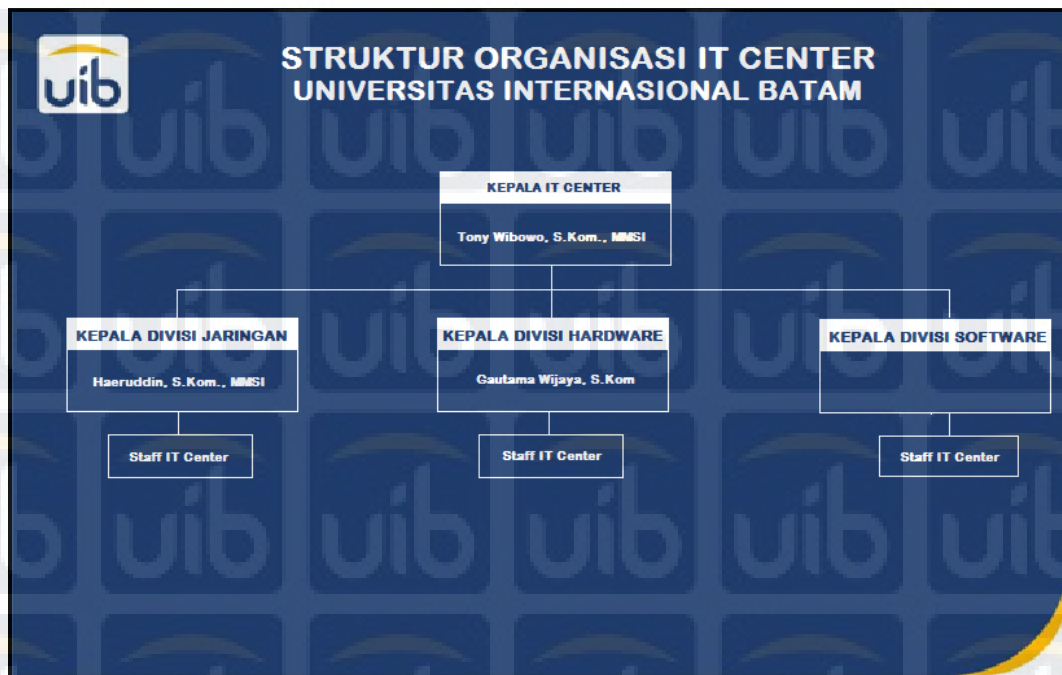 uib
STRUKTUR ORGANISASI IT CENTER
UNIVERSITAS INTERNASIONAL BATAM
KEPALA IT CENTER
Tony Wibowo, S.Kom., MMSI
KEPALA DIVISI JARINGAN
Haeruddin, S.Kom., MMSI
Staff IT Center
KEPALA DIVISI HARDWARE
Gautama Wijaya, S.Kom
Staff IT Center
KEPALA DIVISI SOFTWARE
Staff IT Center